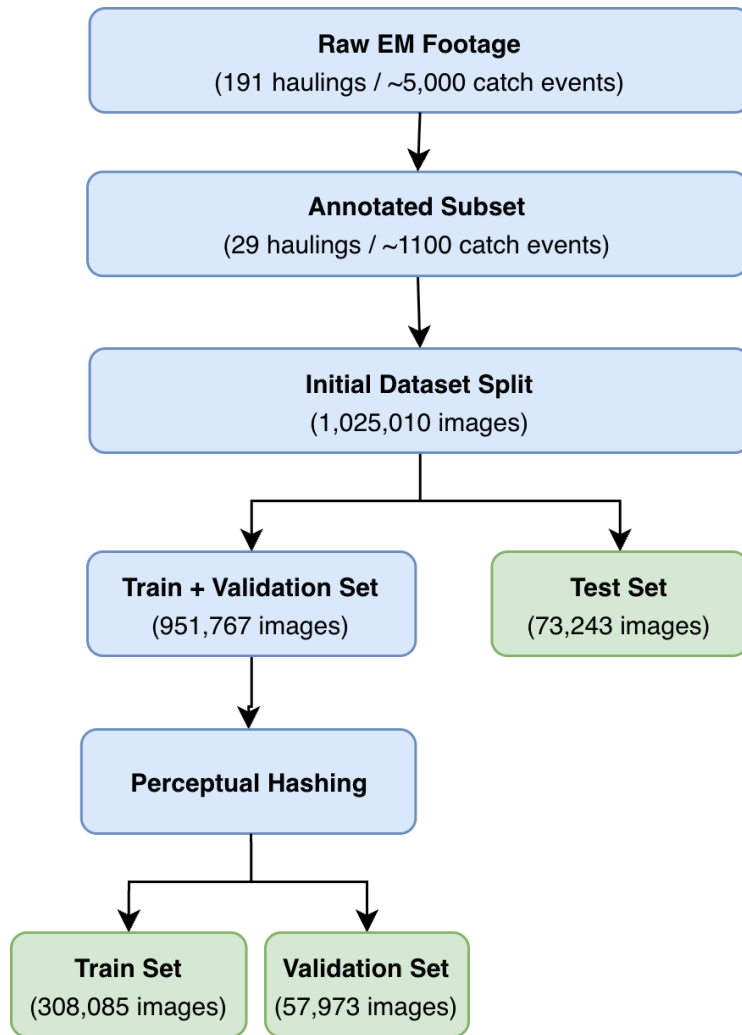 Raw EM Footage
(191 haulings / ~5,000 catch events)
Annotated Subset
(29 haulings / ~1100 catch events)
Initial Dataset Split
(1,025,010 images)
Train + Validation Set
(951,767 images)
Test Set
(73,243 images)
Perceptual Hashing
Train Set
(308,085 images)
Validation Set
(57,973 images)